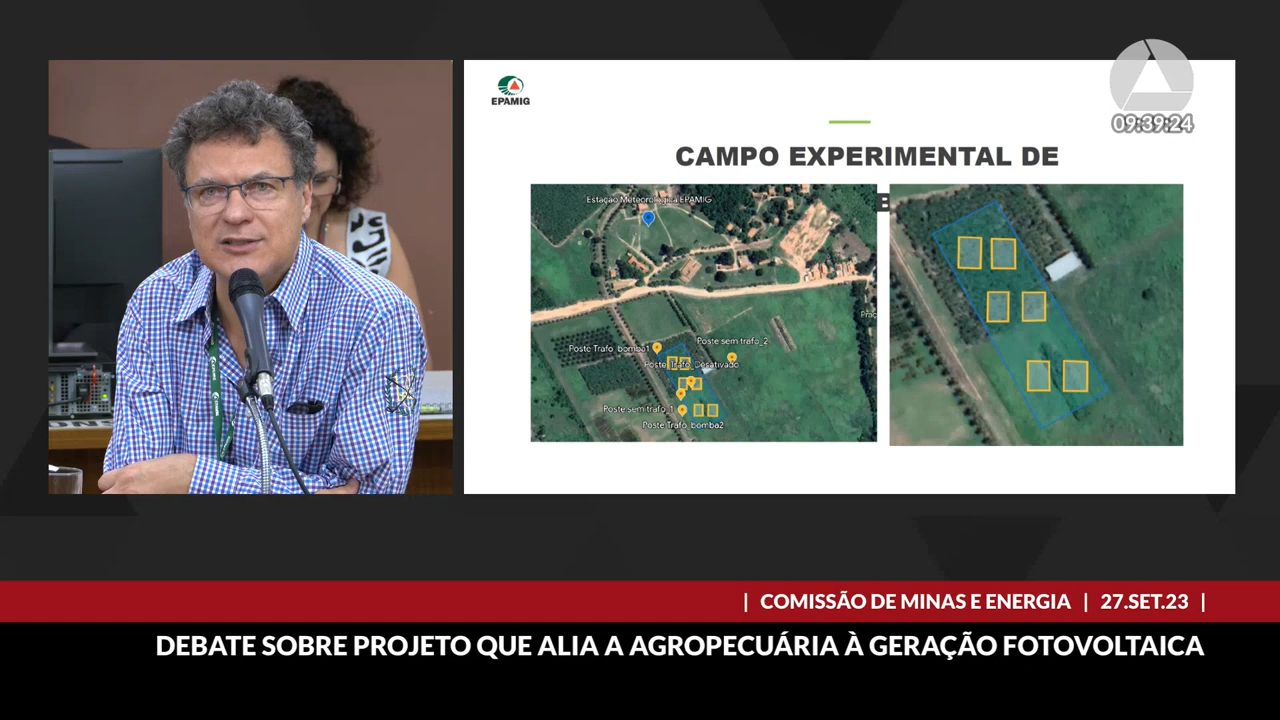 EPAMIG
09:39:24
CAMPO EXPERIMENTAL DE
B
Estação Meteorológica EPAMIG
Poste Trafo_bomba1
Poste sem trafo_2
Poste Trafo_Desativado
Poste sem trafo_1
Poste Trafo_bomba2
Praç
| COMISSÃO DE MINAS E ENERGIA | 27.SET.23 |
DEBATE SOBRE PROJETO QUE ALIA A AGROPECUÁRIA À GERAÇÃO FOTOVOLTAICA